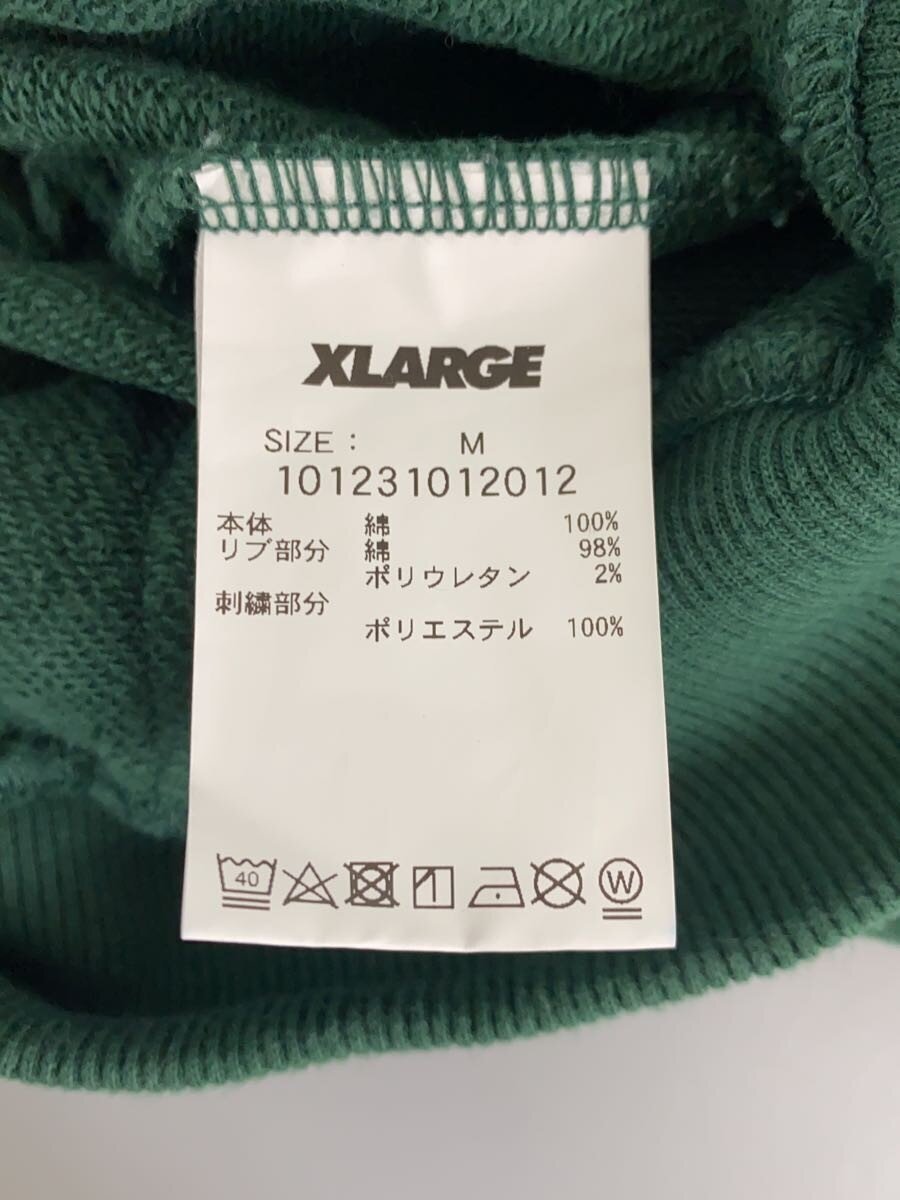 XLARGE
SIZE : M
101231012012
本体 綿 100%
リブ部分 綿 98%
ポリウレタン 2%
刺繍部分
ポリエステル 100%
40 W